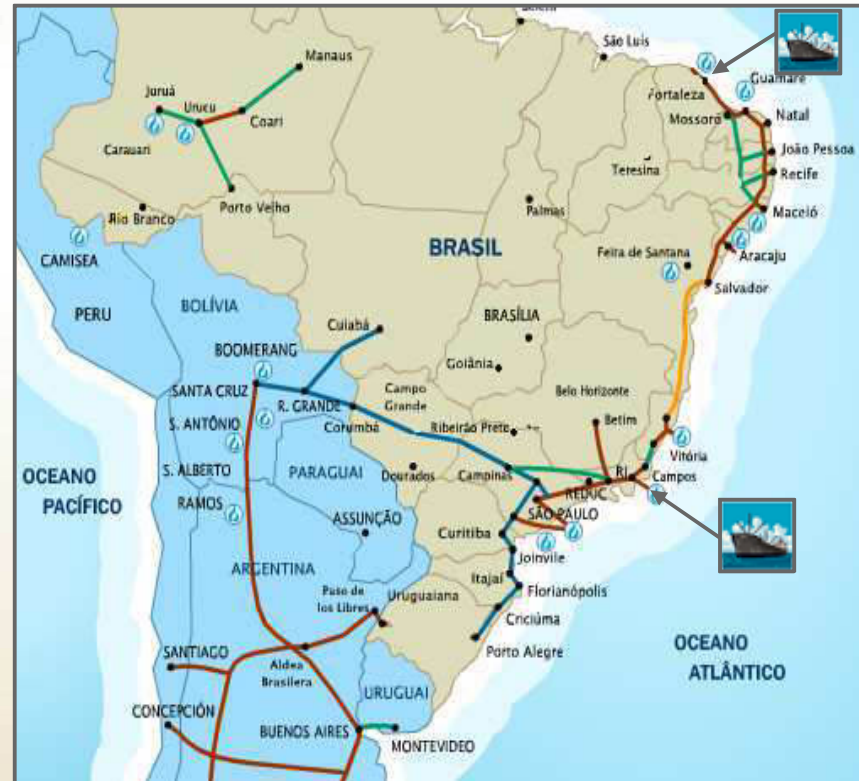 São Luís
Manaus
Fortaleza
Guamare
Juruá
Urucu
Coari
Mossoró
Natal
Carauari
João Pessoa
Teresina
Recife
Rio Branco
Porto Velho
Palmas
Maceió
CAMISEA
BRASIL
Feira de Santana
Aracaju
Salvador
PERU
BOLÍVIA
BRASÍLIA
Cuiabá
BOOMERANG
Goiânia
SANTA CRUZ
R. GRANDE
Campo
Grande
Belo Horizonte
Betim
S. ANTÔNIO
Corumbá
Ribeirão Preto
Vitória
OCEANO
PACÍFICO
S. ALBERTO
PARAGUAI
Dourados
Campinas
RJ
Campos
REDUC
RAMOS
ASSUNÇÃO
SÃO PAULO
Curitiba
Joinvile
ARGENTINA
Itajaí
Paso de
los Libres
Uruguaiana
Florianópolis
Criciúma
SANTIAGO
Aldea
Brasilera
Porto Alegre
OCEANO
ATLÂNTICO
URUGUAI
CONCEPCIÓN
BUENOS AIRES
MONTEVIDEO